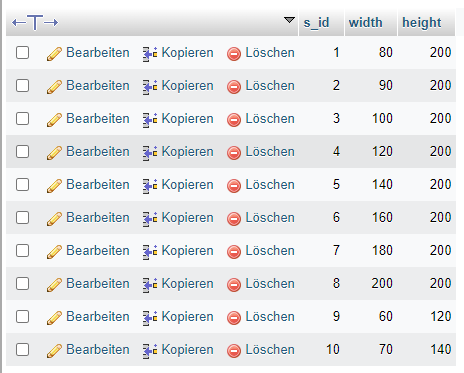 s_id width height
Bearbeiten Kopieren Löschen 1 80 200
Bearbeiten Kopieren Löschen 2 90 200
Bearbeiten Kopieren Löschen 3 100 200
Bearbeiten Kopieren Löschen 4 120 200
Bearbeiten Kopieren Löschen 5 140 200
Bearbeiten Kopieren Löschen 6 160 200
Bearbeiten Kopieren Löschen 7 180 200
Bearbeiten Kopieren Löschen 8 200 200
Bearbeiten Kopieren Löschen 9 60 120
Bearbeiten Kopieren Löschen 10 70 140